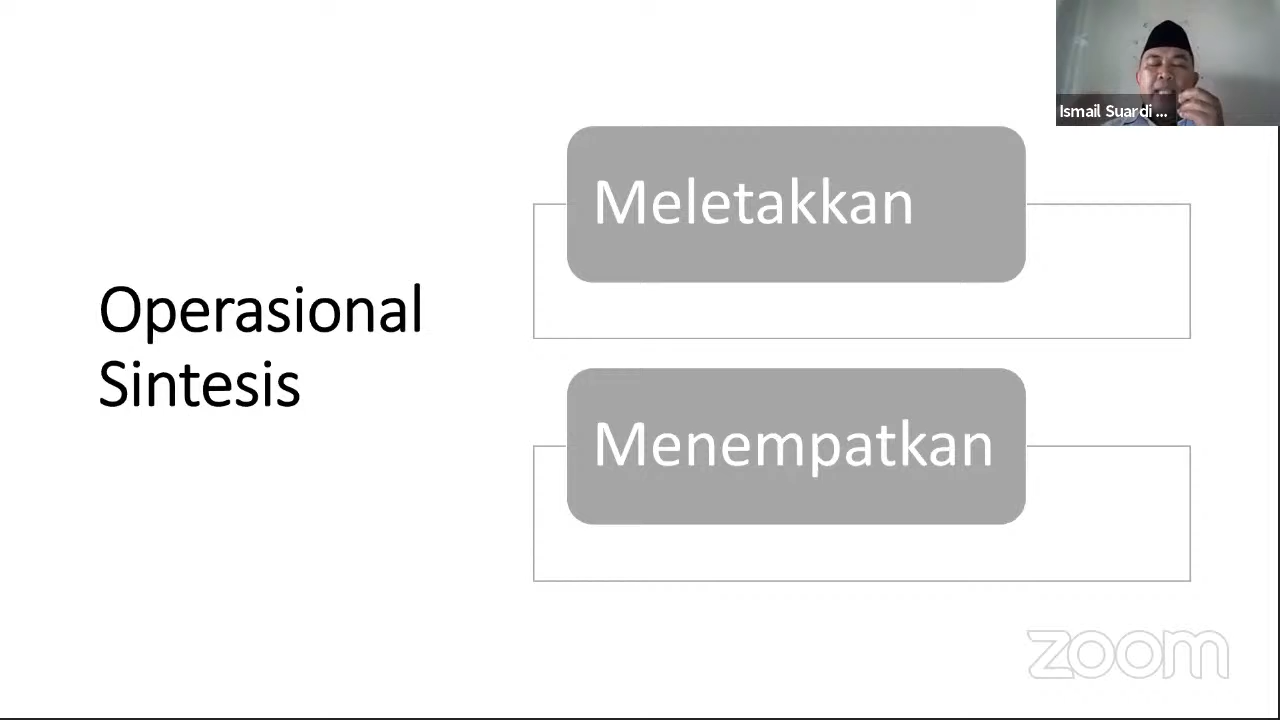 Ismail Suardi ...
Meletakkan
Operasional
Sintesis
Menempatkan
zoom